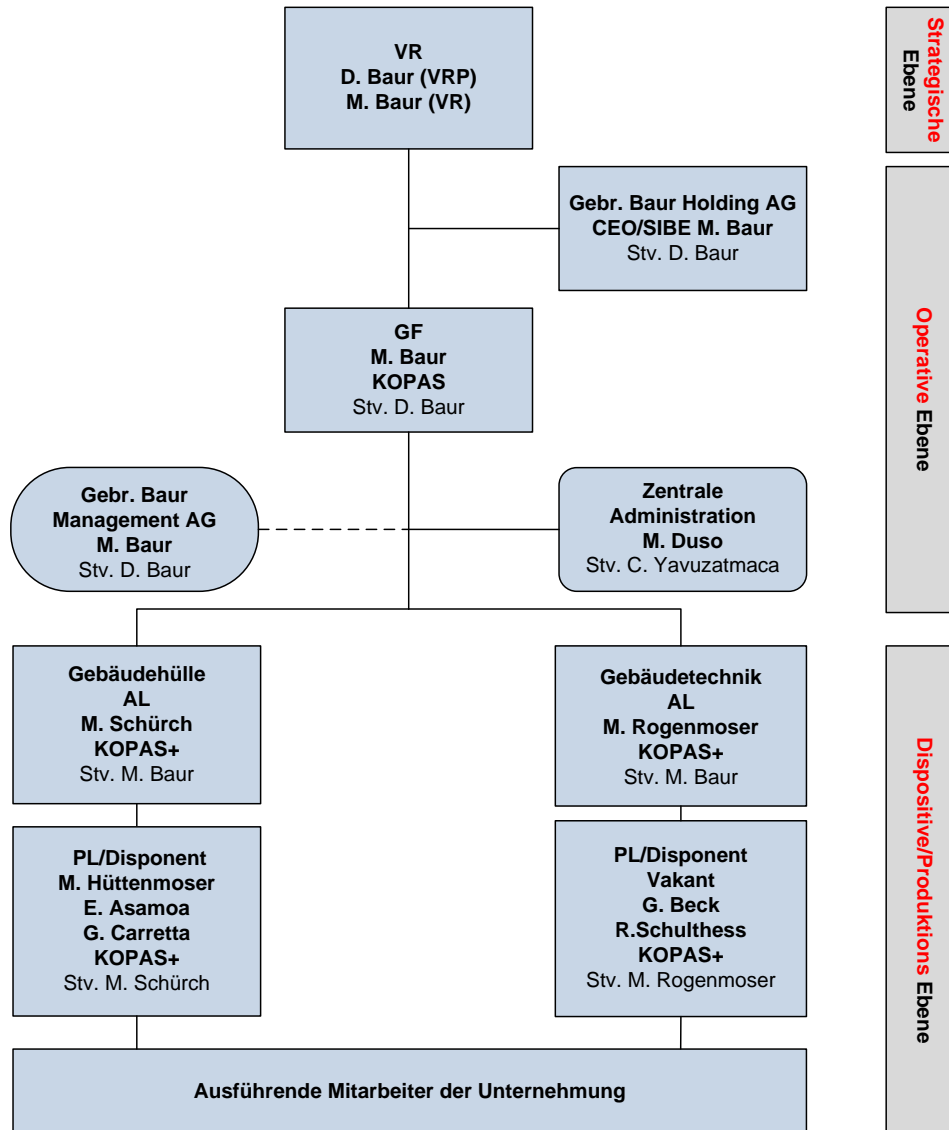 VR
D. Baur (VRP)
M. Baur (VR)
Strategische
Ebene
Gebr. Baur Holding AG
CEO/SIBE M. Baur
Stv. D. Baur
GF
M. Baur
KOPAS
Stv. D. Baur
Operative Ebene
Gebr. Baur
Management AG
M. Baur
Stv. D. Baur
Zentrale
Administration
M. Duso
Stv. C. Yavuzatmaca
Gebäudehülle
AL
M. Schürch
KOPAS+
Stv. M. Baur
Gebäudetechnik
AL
M. Rogenmoser
KOPAS+
Stv. M. Baur
Dispositive/Produktions Ebene
PL/Disponent
M. Hüttenmoser
E. Asamoa
G. Carretta
KOPAS+
Stv. M. Schürch
PL/Disponent
Vakant
G. Beck
R.Schulthess
KOPAS+
Stv. M. Rogenmoser
Ausführende Mitarbeiter der Unternehmung